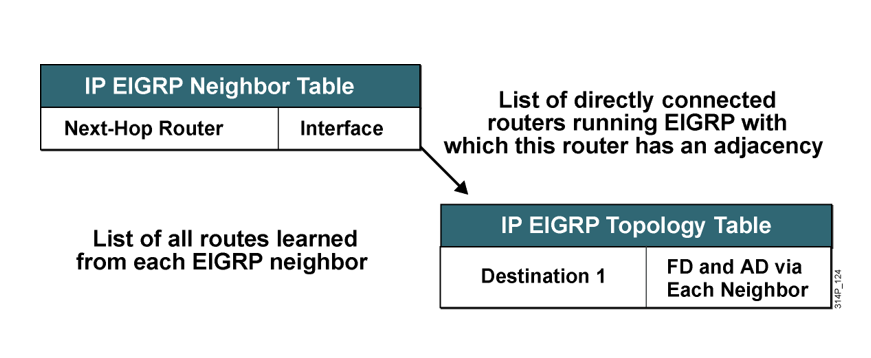 IP EIGRP Neighbor Table
Next-Hop Router
Interface
List of directly connected
routers running EIGRP with
which this router has an adjacency
List of all routes learned
from each EIGRP neighbor
IP EIGRP Topology Table
Destination 1
FD and AD via
Each Neighbor
314P_124